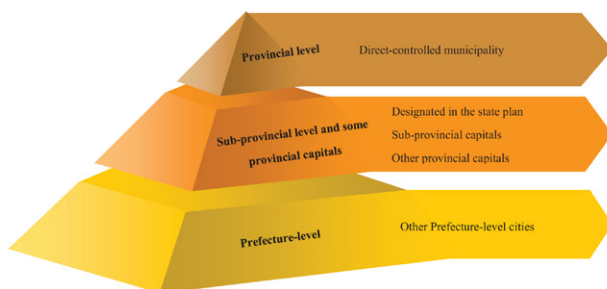 Provincial level
Direct-controlled municipality
Sub-provincial level and some
provincial capitals
Designated in the state plan
Sub-provincial capitals
Other provincial capitals
Prefecture-level
Other Prefecture-level cities